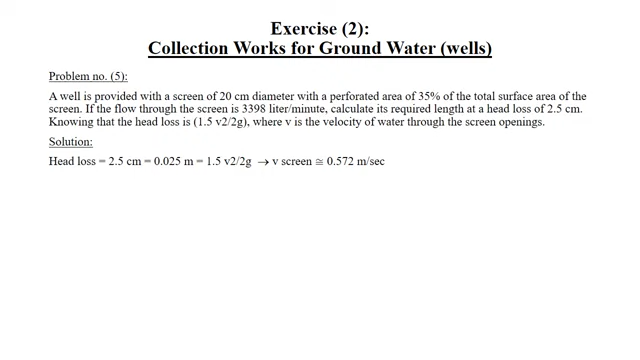 Exercise (2):
Collection Works for Ground Water (wells)
Problem no. (5):
A well is provided with a screen of 20 cm diameter with a perforated area of 35% of the total surface area of the
screen. If the flow through the screen is 3398 liter/minute, calculate its required length at a head loss of 2.5 cm.
Knowing that the head loss is (1.5 v2/2g), where v is the velocity of water through the screen openings.
Solution:
Head loss = 2.5 cm = 0.025 m = 1.5 v2/2g → v screen ≅ 0.572 m/sec